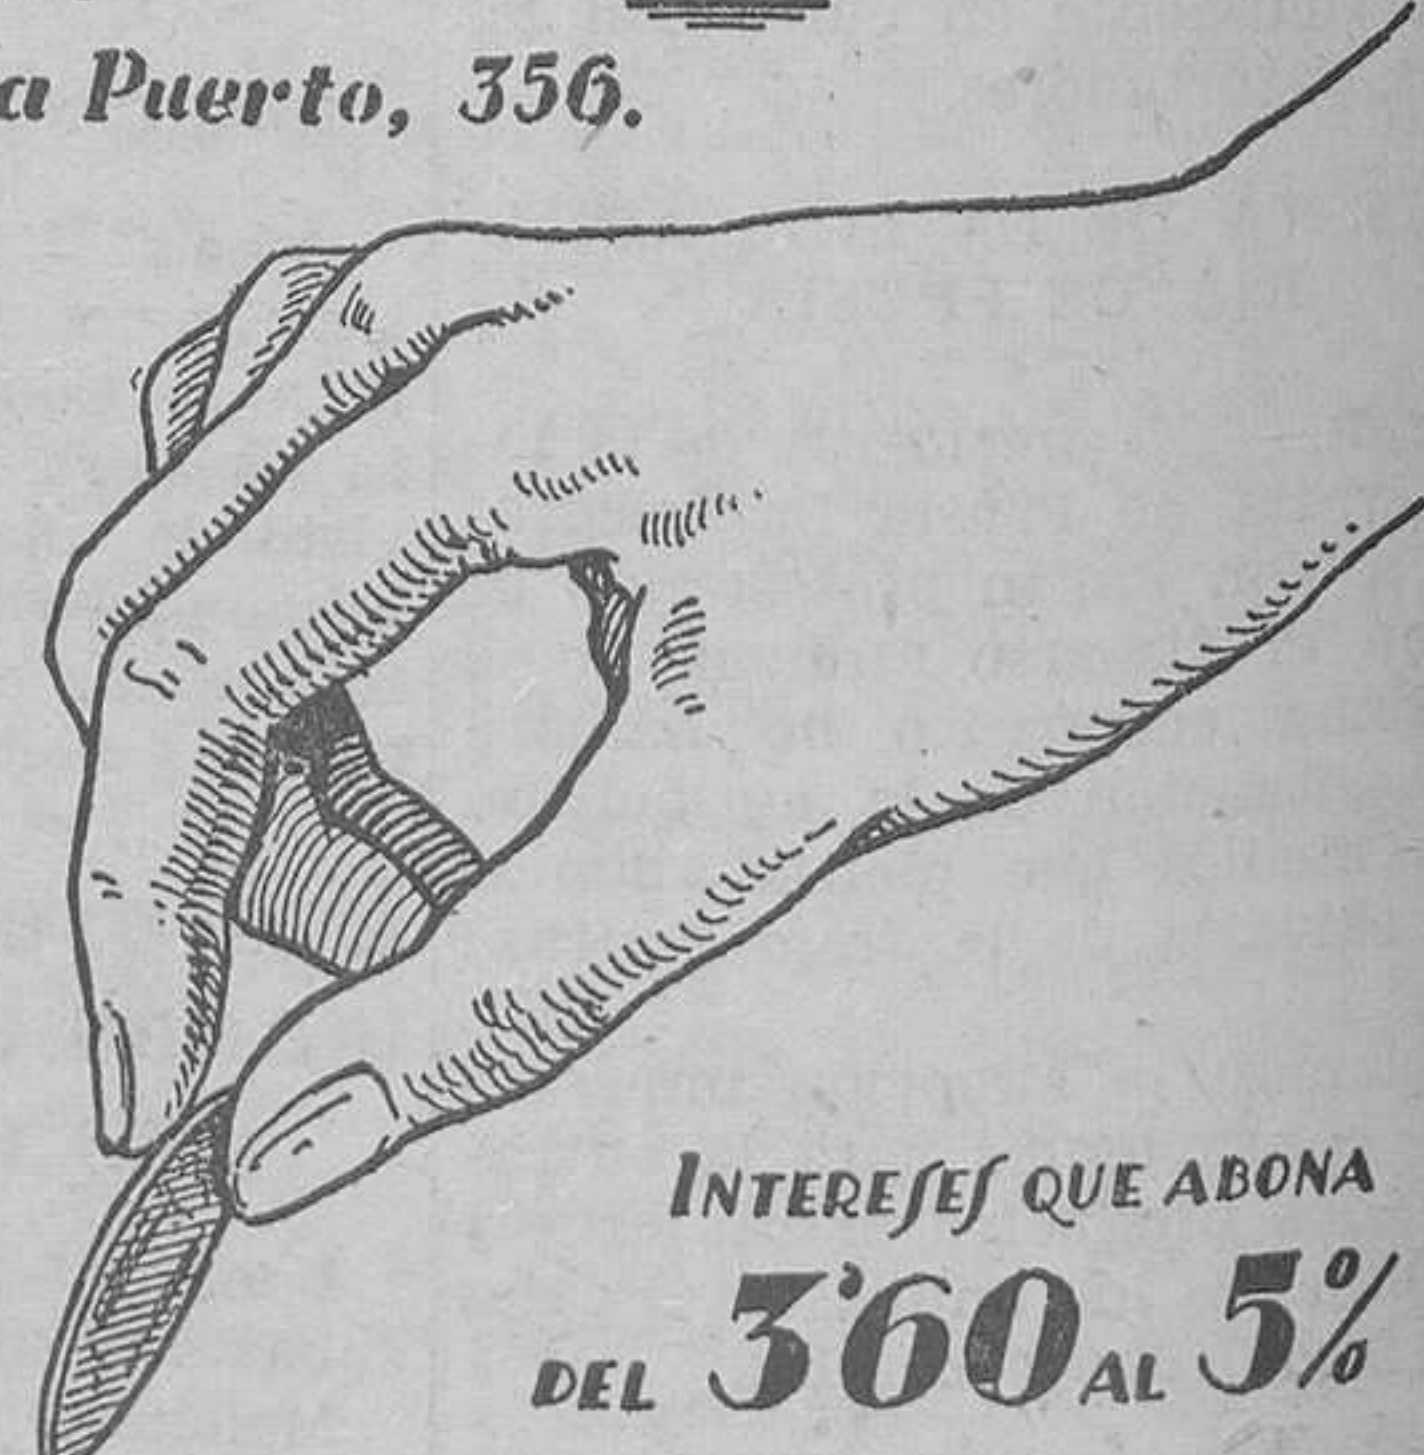 a Puerto, 356.
INTERESES QUE ABONA
DEL 3'60 AL 5%